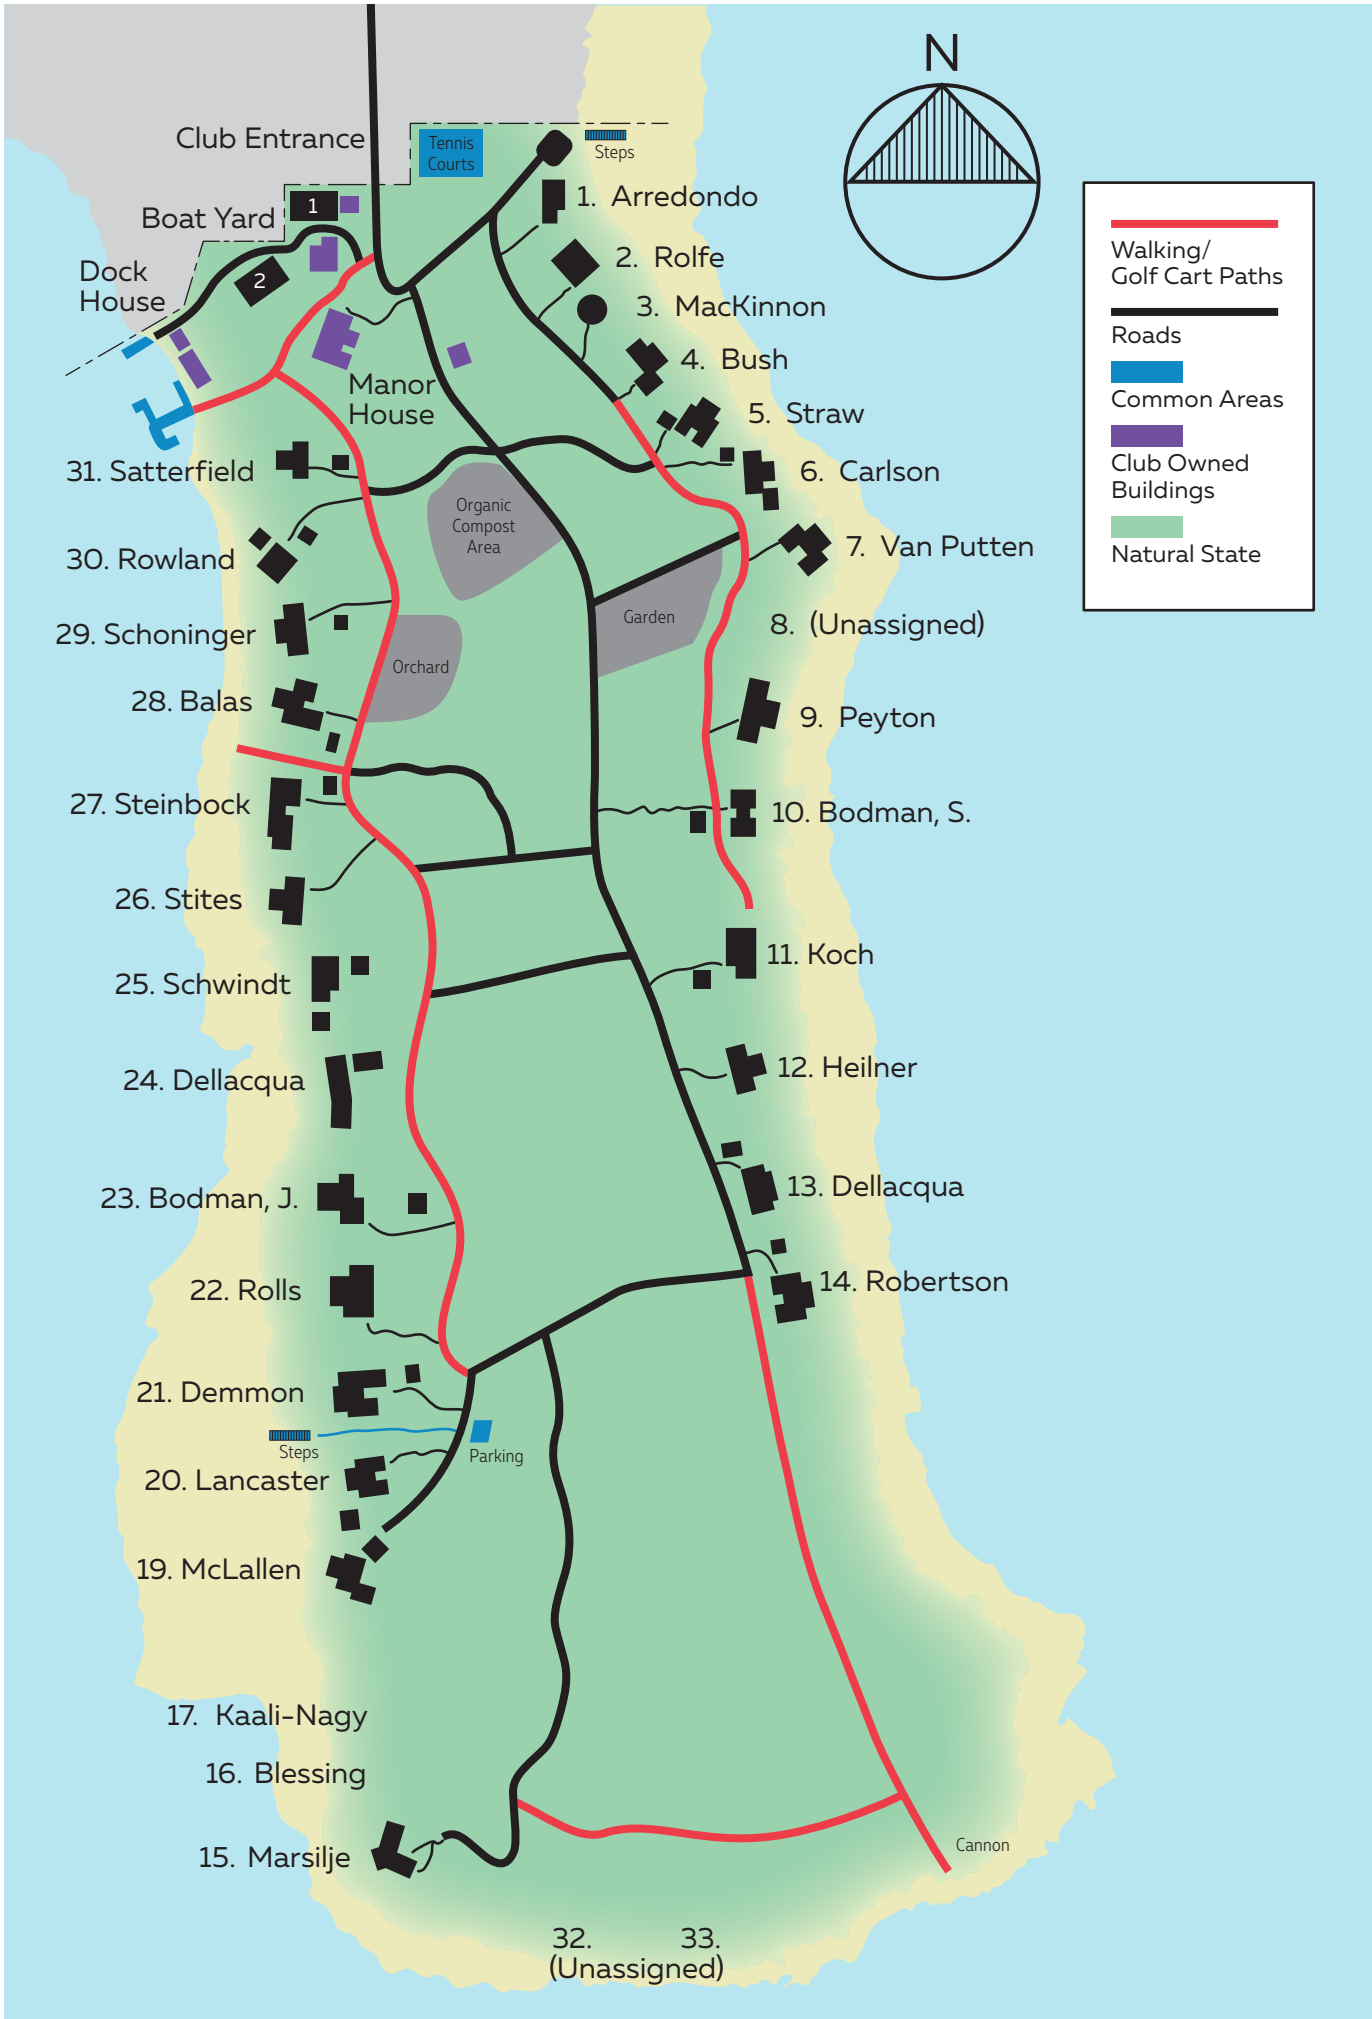 N
Club Entrance
Tennis
Courts
Steps
1. Arredondo
Boat Yard
1
2. Rolfe
Dock
House
2
3. MacKinnon
Walking/
Golf Cart Paths
Roads
Common Areas
Club Owned
Buildings
Natural State
4. Bush
Manor
House
5. Straw
31. Satterfield
6. Carlson
Organic
Compost
Area
30. Rowland
7. Van Putten
Garden
8. (Unassigned)
29. Schoninger
Orchard
28. Balas
9. Peyton
27. Steinbock
10. Bodman, S.
26. Stites
11. Koch
25. Schwindt
12. Heilner
24. Dellacqua
13. Dellacqua
23. Bodman, J.
14. Robertson
22. Rolls
21. Demmon
Steps
Parking
20. Lancaster
19. McLallen
17. Kaali-Nagy
16. Blessing
15. Marsilje
Cannon
32. 33.
(Unassigned)